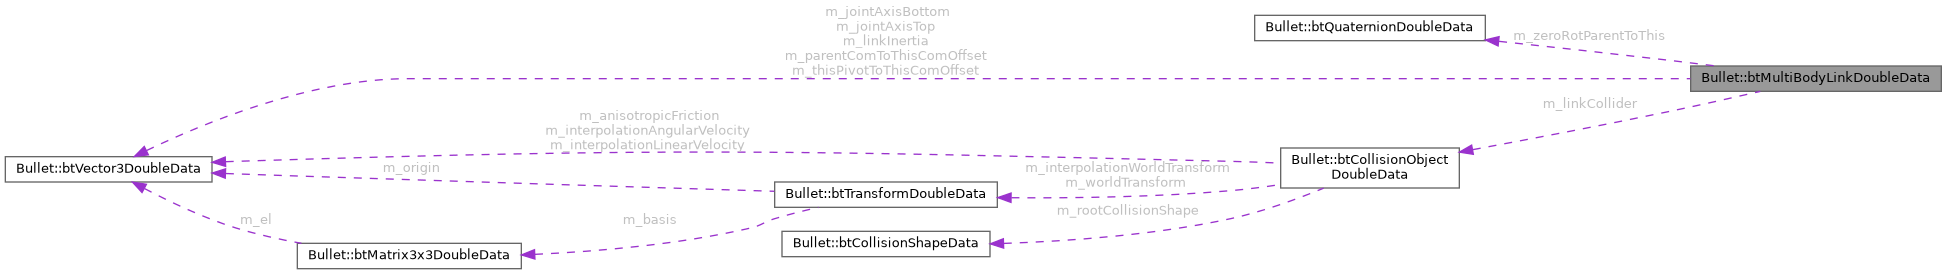 m_jointAxisBottom
m_jointAxisTop
m_linkInertia
m_parentComToThisComOffset
m_thisPivotToThisComOffset
Bullet::btQuaternionDoubleData
m_zeroRotParentToThis
Bullet::btMultiBodyLinkDoubleData
m_linkCollider
m_anisotropicFriction
m_interpolationAngularVelocity
m_interpolationLinearVelocity
Bullet::btVector3DoubleData
m_origin
Bullet::btCollisionObject
DoubleData
m_interpolationWorldTransform
m_worldTransform
Bullet::btTransformDoubleData
m_rootCollisionShape
m_el
m_basis
Bullet::btCollisionShapeData
Bullet::btMatrix3x3DoubleData